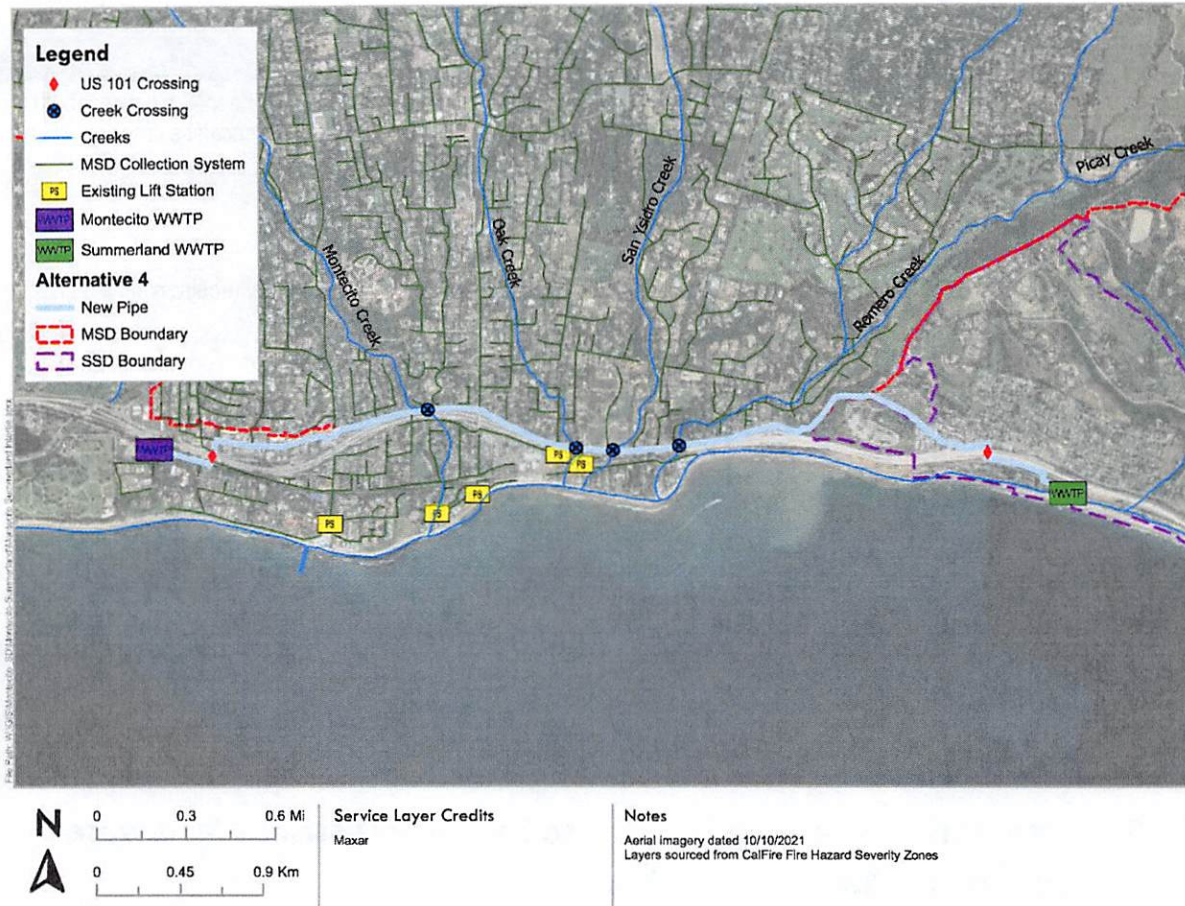 Legend
US 101 Crossing
Creek Crossing
Creeks
MSD Collection System
PS Existing Lift Station
WWTP Montecito WWTP
WWTP Summerland WWTP
Alternative 4
New Pipe
MSD Boundary
SSD Boundary
Montecito Creek
Oak Creek
San Ysidro Creek
Romero Creek
Picay Creek
WWTP
PS
PS
PS
PS
PS
WWTP
N
0 0.3 0.6 Mi
0 0.45 0.9 Km
Service Layer Credits
Maxar
Notes
Aerial imagery dated 10/10/2021
Layers sourced from CalFire Fire Hazard Severity Zones